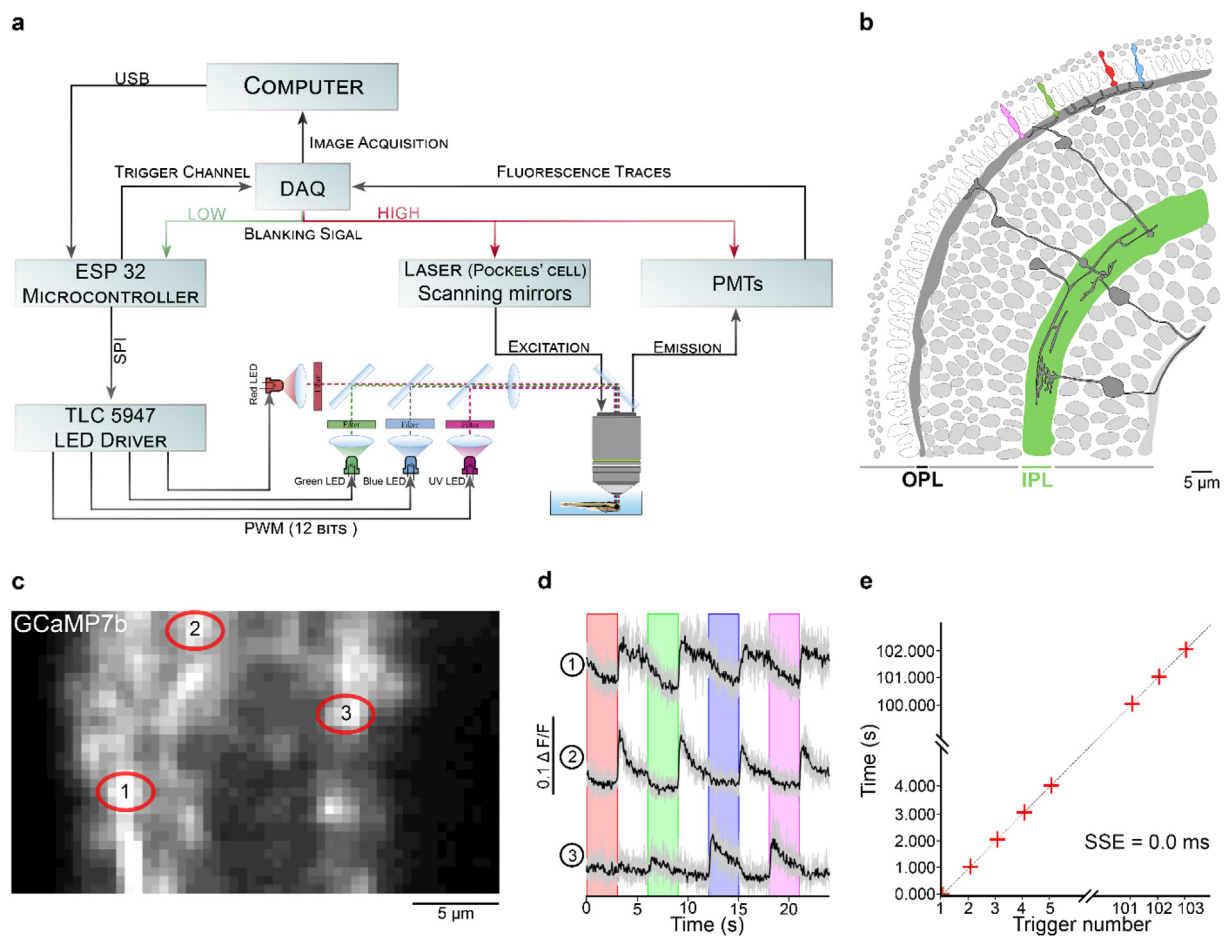 a
COMPUTER
USB
IMAGE ACQUISITION
TRIGGER CHANNEL
DAQ
FLUORESCENCE TRACES
LOW
HIGH
BLANKING SIGAL
ESP 32
MICROCONTROLLER
LASER (POCKELS' CELL)
Scanning mirrors
PMTs
SPI
EXCITATION
EMISSION
Red LED
Filter
TLC 5947
LED DRIVER
Filter
Filter
Filter
Green LED
Blue LED
UV LED
PWM (12 BITS )
b
OPL
IPL
5 µm
c
GCaMP7b
2
3
1
5 µm
d
1
2
3
0.1 Δ F/F
0
5
10
15
20
Time (s)
e
102.000
101.000
100.000
Time (s)
4.000
3.000
2.000
1.000
0.000
SSE = 0.0 ms
1 2 3 4 5 101 102 103
Trigger number